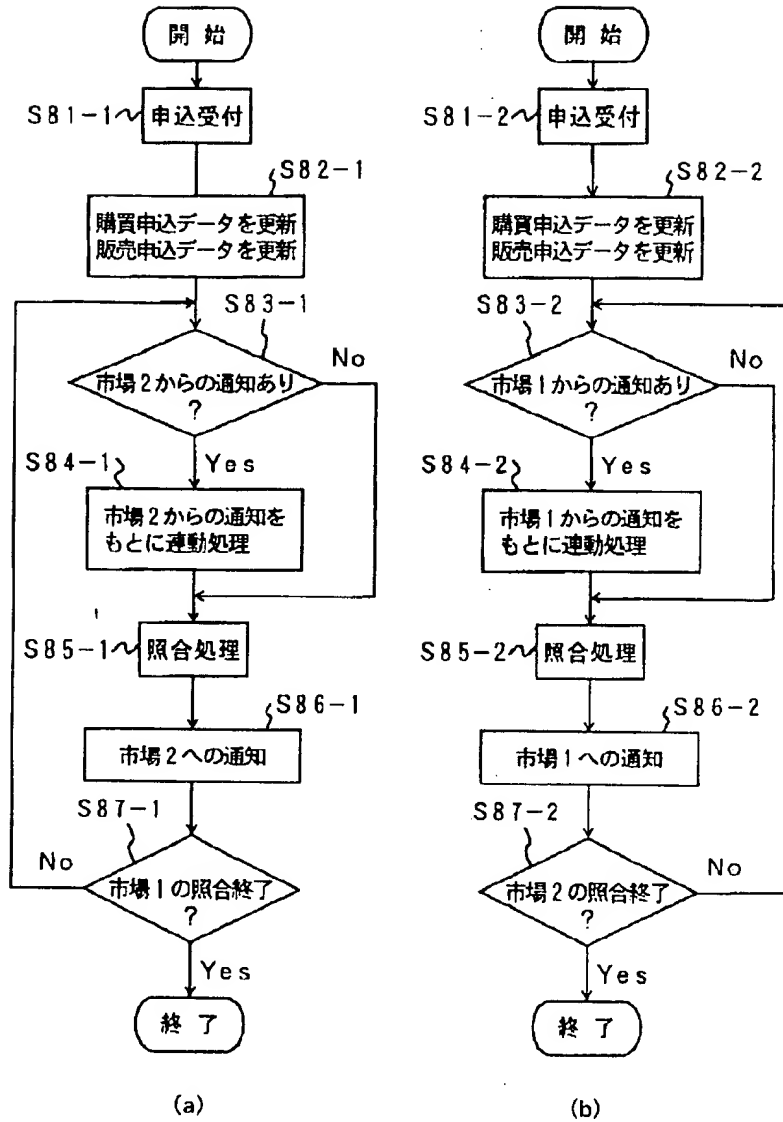 開始
S81-1
申込受付
S82-1
購買申込データを更新
販売申込データを更新
S83-1
市場2からの通知あり
?
No
Yes
S84-1
市場2からの通知を
もとに連動処理
S85-1
照合処理
S86-1
市場2への通知
S87-1
市場1の照合終了
?
No
Yes
終了
(a)
開始
S81-2
申込受付
S82-2
購買申込データを更新
販売申込データを更新
S83-2
市場1からの通知あり
?
No
Yes
S84-2
市場1からの通知を
もとに連動処理
S85-2
照合処理
S86-2
市場1への通知
S87-2
市場2の照合終了
?
No
Yes
終了
(b)